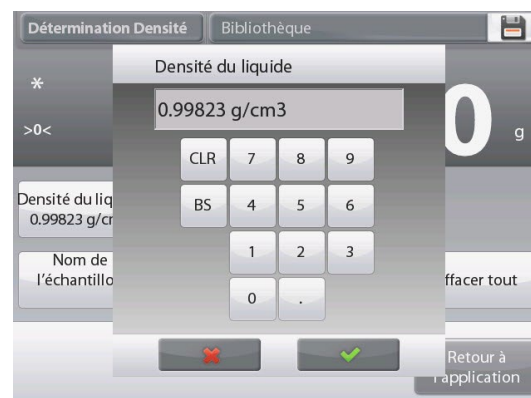 Détermination Densité
Bibliothèque
Densité du liquide
0.99823 g/cm3
*
>0<
0
g
CLR 7 8 9
BS 4 5 6
1 2 3
0 .
Densité du liq
0.99823 g/cr
Nom de
l'échantillo
ffacer tout
Retour à
l'application